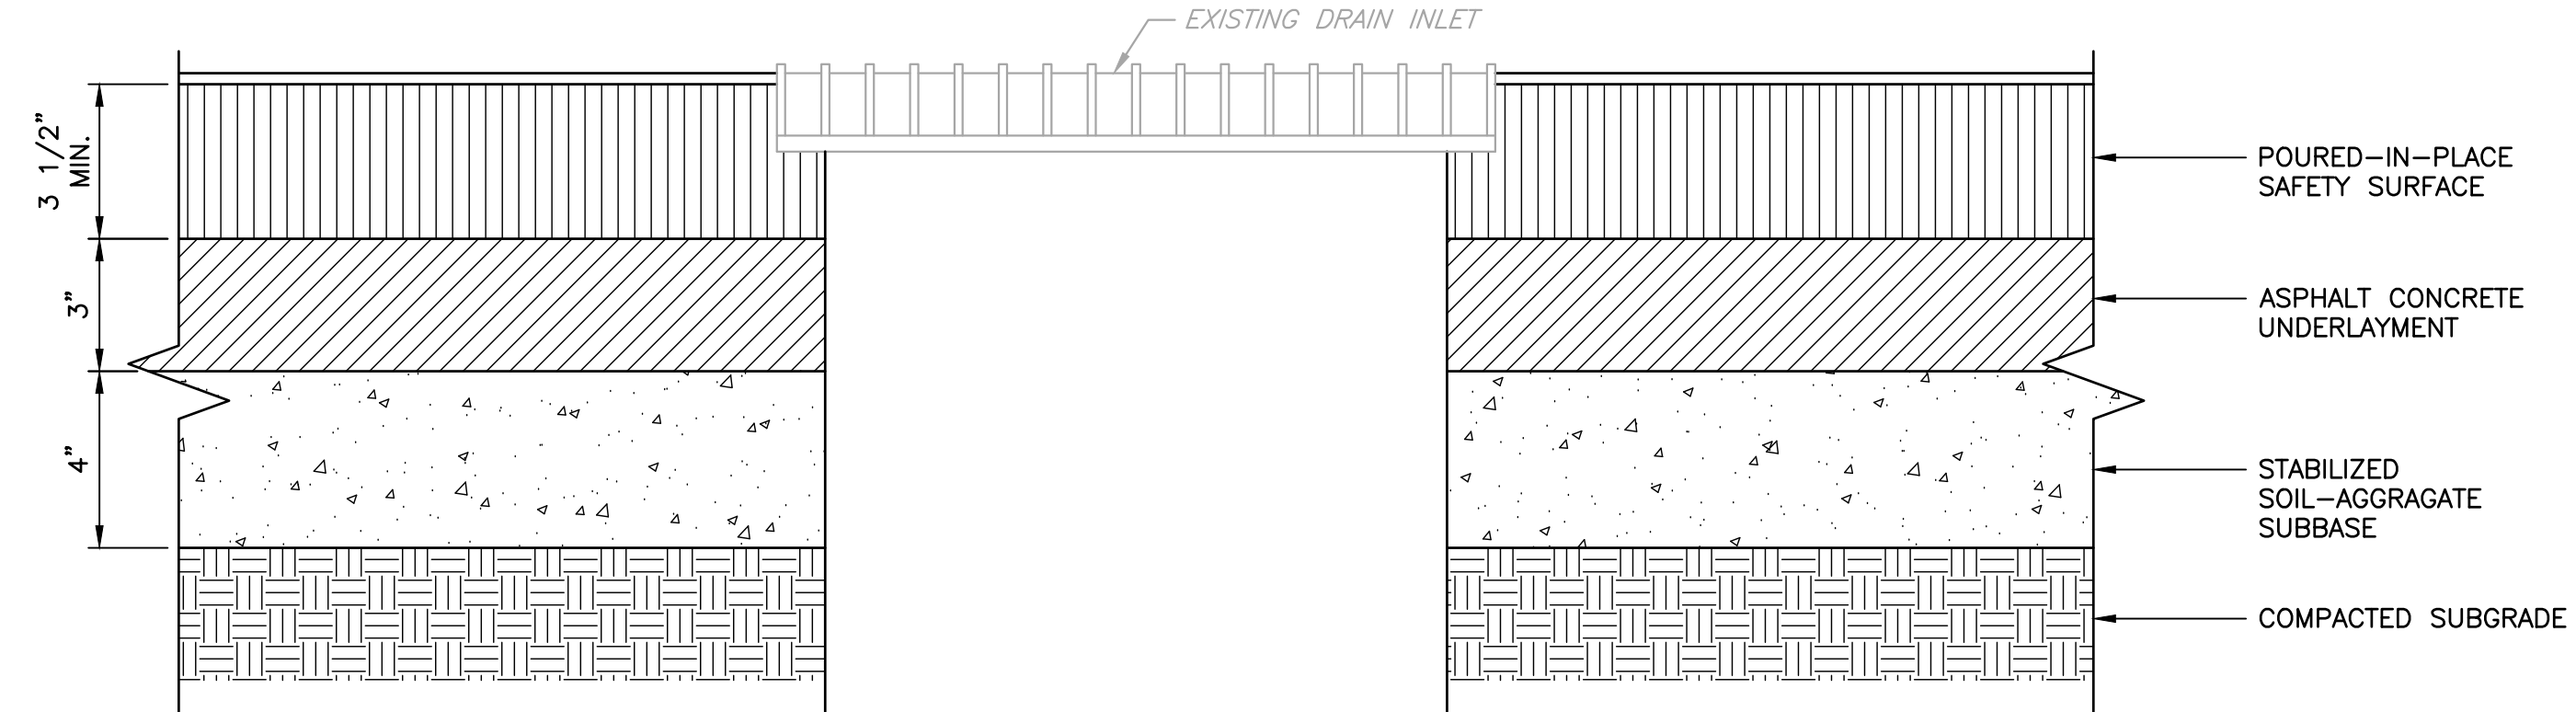 EXISTING DRAIN INLET
3 1/2"
MIN.
3"
4"
POURED-IN-PLACE
SAFETY SURFACE
ASPHALT CONCRETE
UNDERLAYMENT
STABILIZED
SOIL-AGGRAGATE
SUBBASE
COMPACTED SUBGRADE